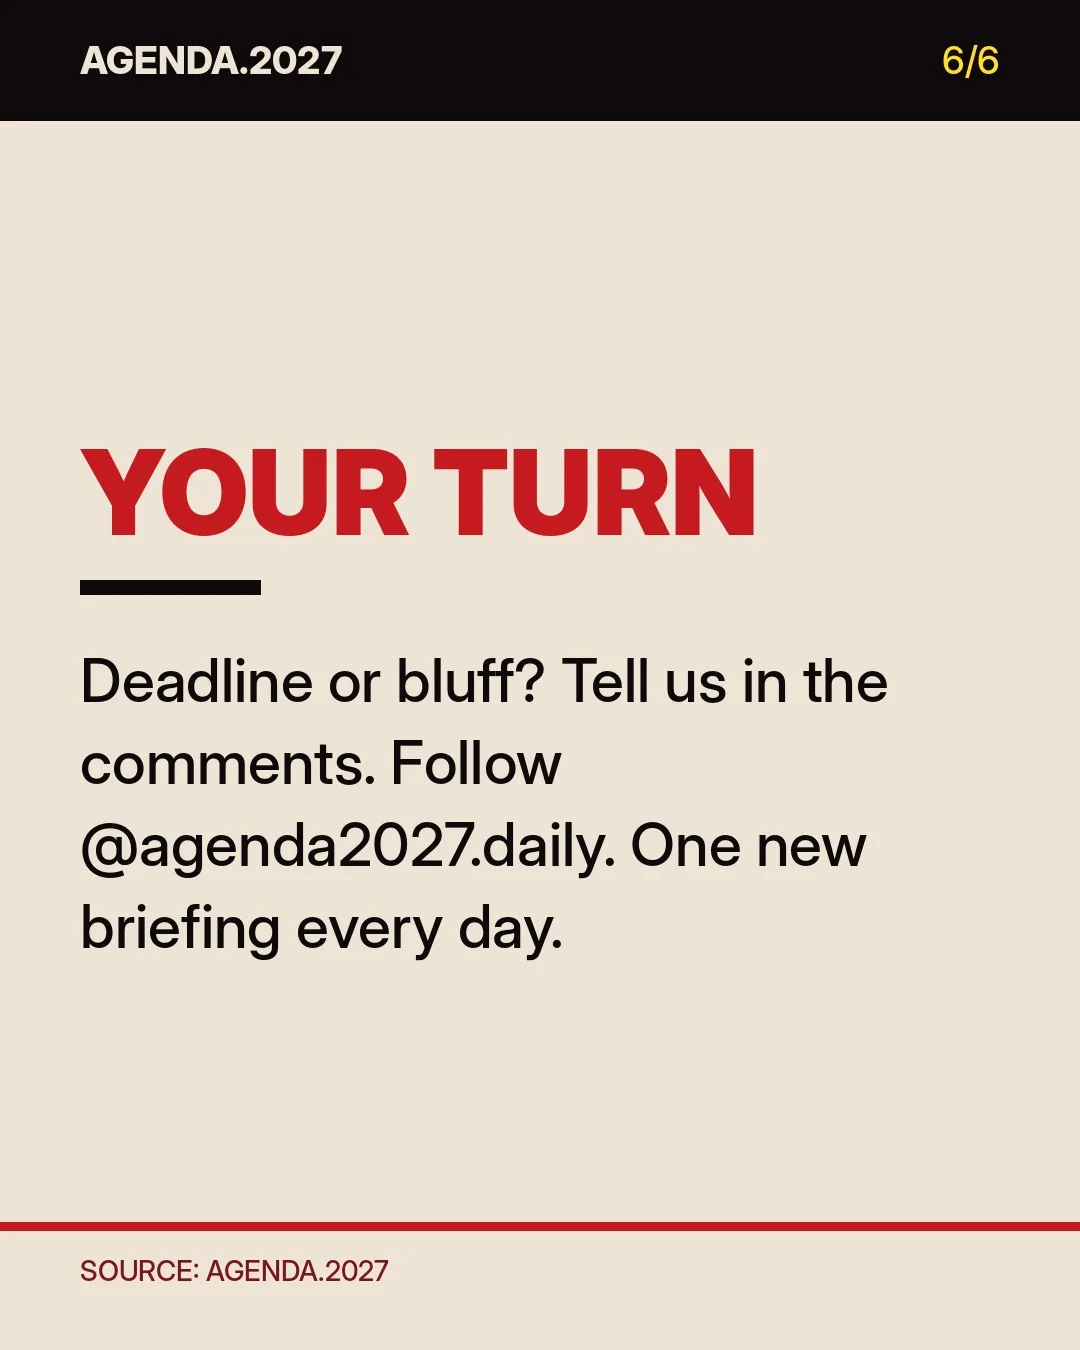 AGENDA.2027
6/6
YOUR TURN
Deadline or bluff? Tell us in the
comments. Follow
@agenda2027.daily. One new
briefing every day.
SOURCE: AGENDA.2027